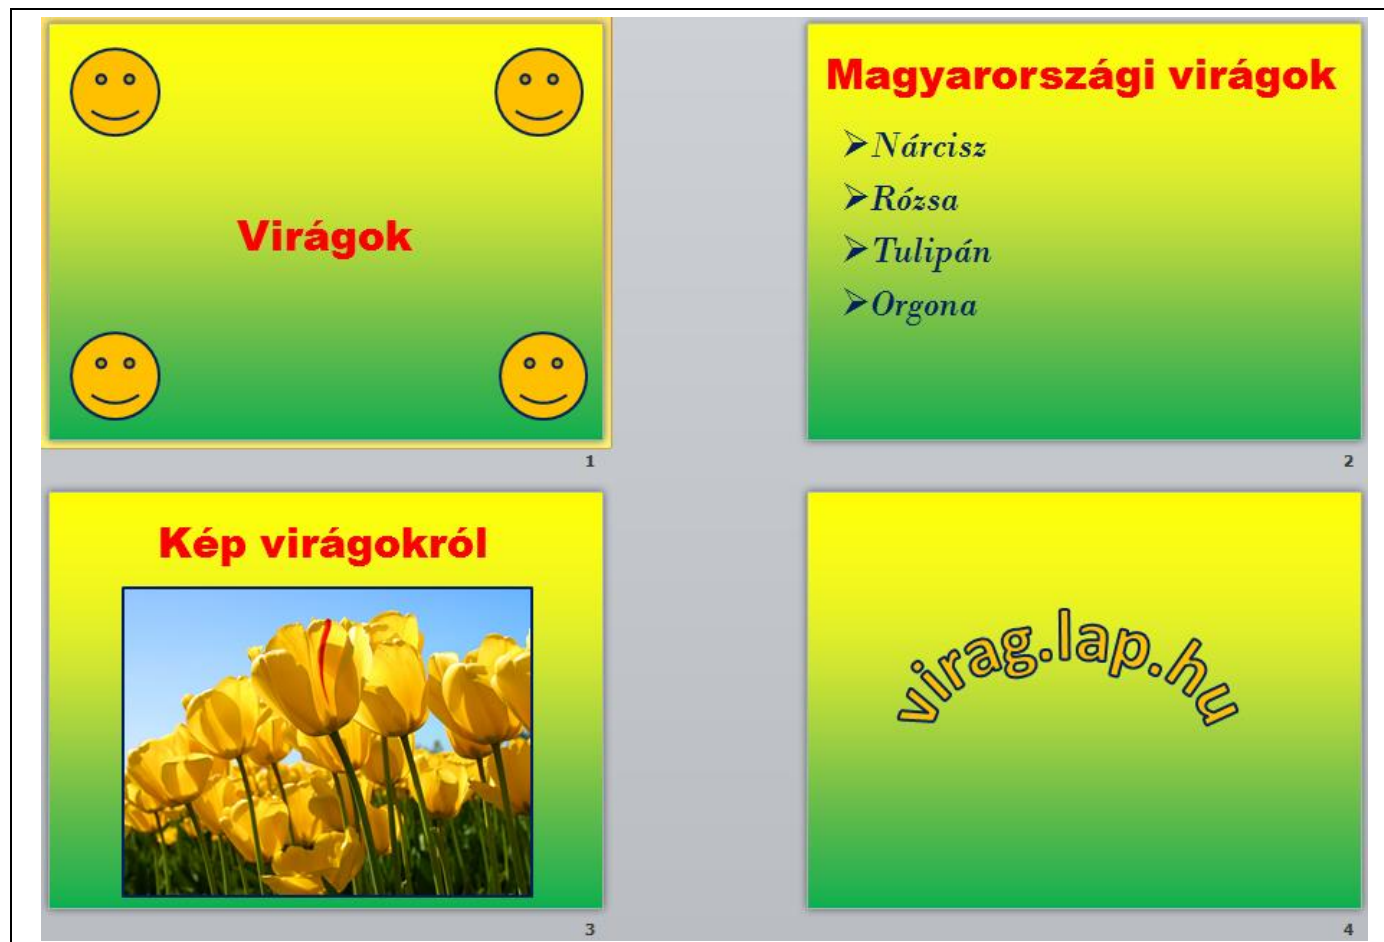 Virágok
1
Magyarországi virágok
Nárcisz
Rózsa
Tulipán
Orgona
2
Kép virágokról
3
virag.lap.hu
4